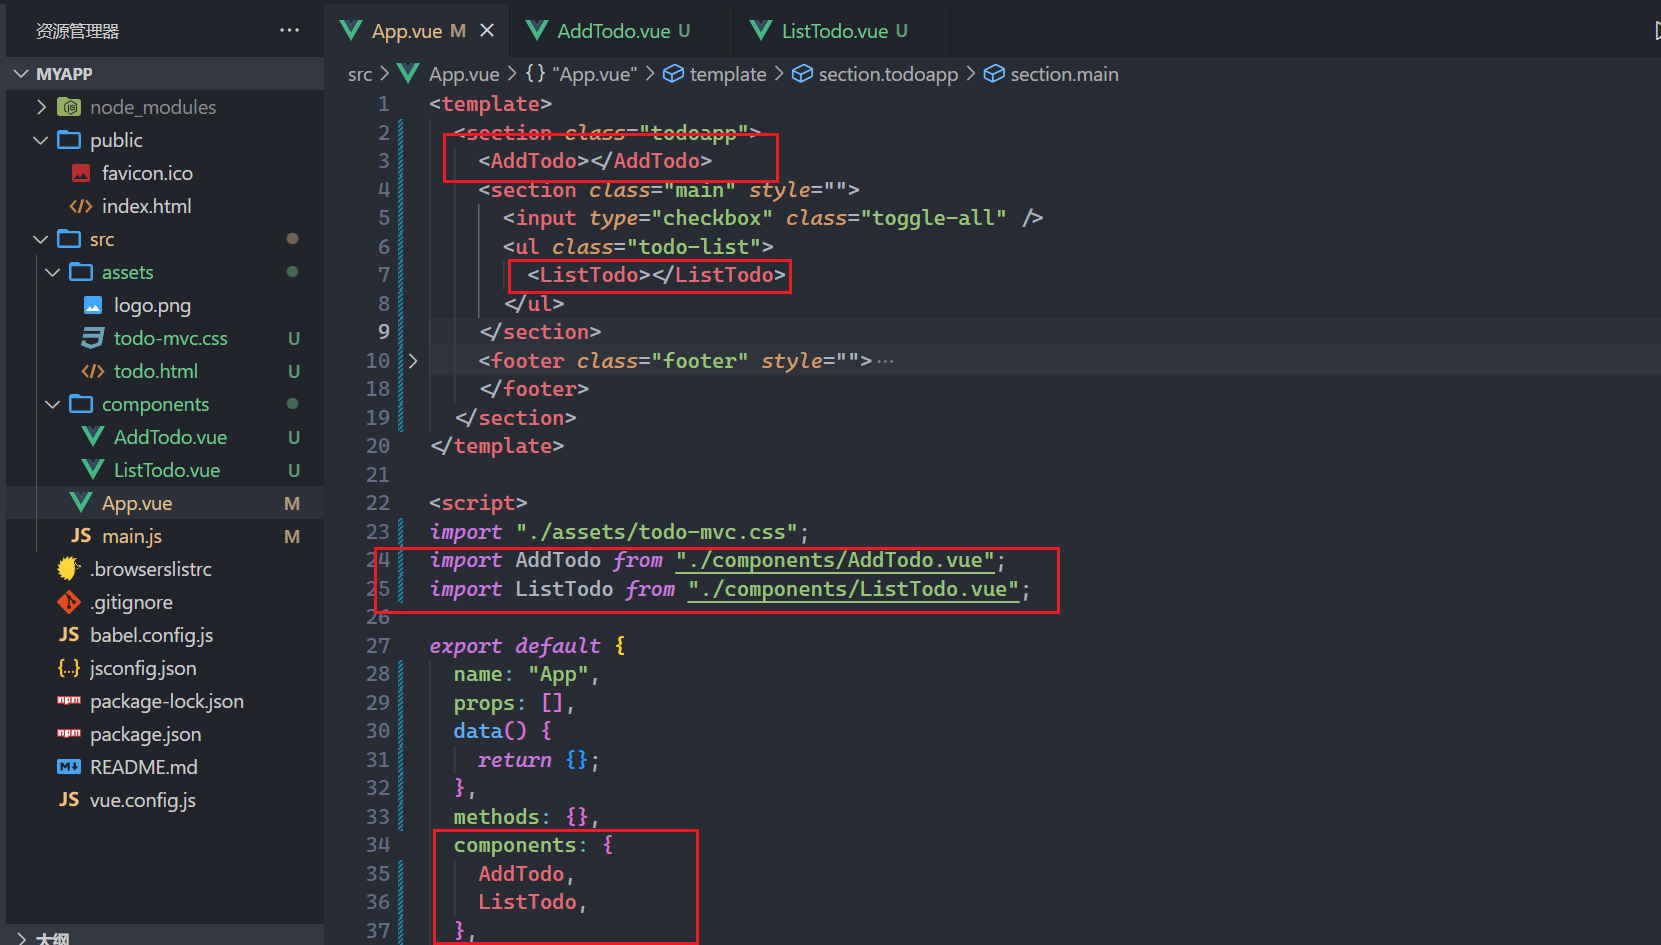 资源管理器
···
MYAPP
node_modules
public
favicon.ico
index.html
src
assets
logo.png
todo-mvc.css U
todo.html U
components
AddTodo.vue U
ListTodo.vue U
App.vue M
JS main.js M
.browserslistrc
.gitignore
JS babel.config.js
{..} jsconfig.json
npm package-lock.json
npm package.json
M↓ README.md
JS vue.config.js
大纲
App.vue M
AddTodo.vue U
ListTodo.vue U
src > App.vue > {} "App.vue" > template > section.todoapp > section.main
1 <template>
2 <section class="todoapp">
3 <AddTodo></AddTodo>
4 <section class="main" style="">
5 <input type="checkbox" class="toggle-all" />
6 <ul class="todo-list">
7 <ListTodo></ListTodo>
8 </ul>
9 </section>
10 <footer class="footer" style="">···
18 </footer>
19 </section>
20 </template>
21
22 <script>
23 import "./assets/todo-mvc.css";
24 import AddTodo from "./components/AddTodo.vue";
25 import ListTodo from "./components/ListTodo.vue";
26
27 export default {
28 name: "App",
29 props: [],
30 data() {
31 return {};
32 },
33 methods: {},
34 components: {
35 AddTodo,
36 ListTodo,
37 },